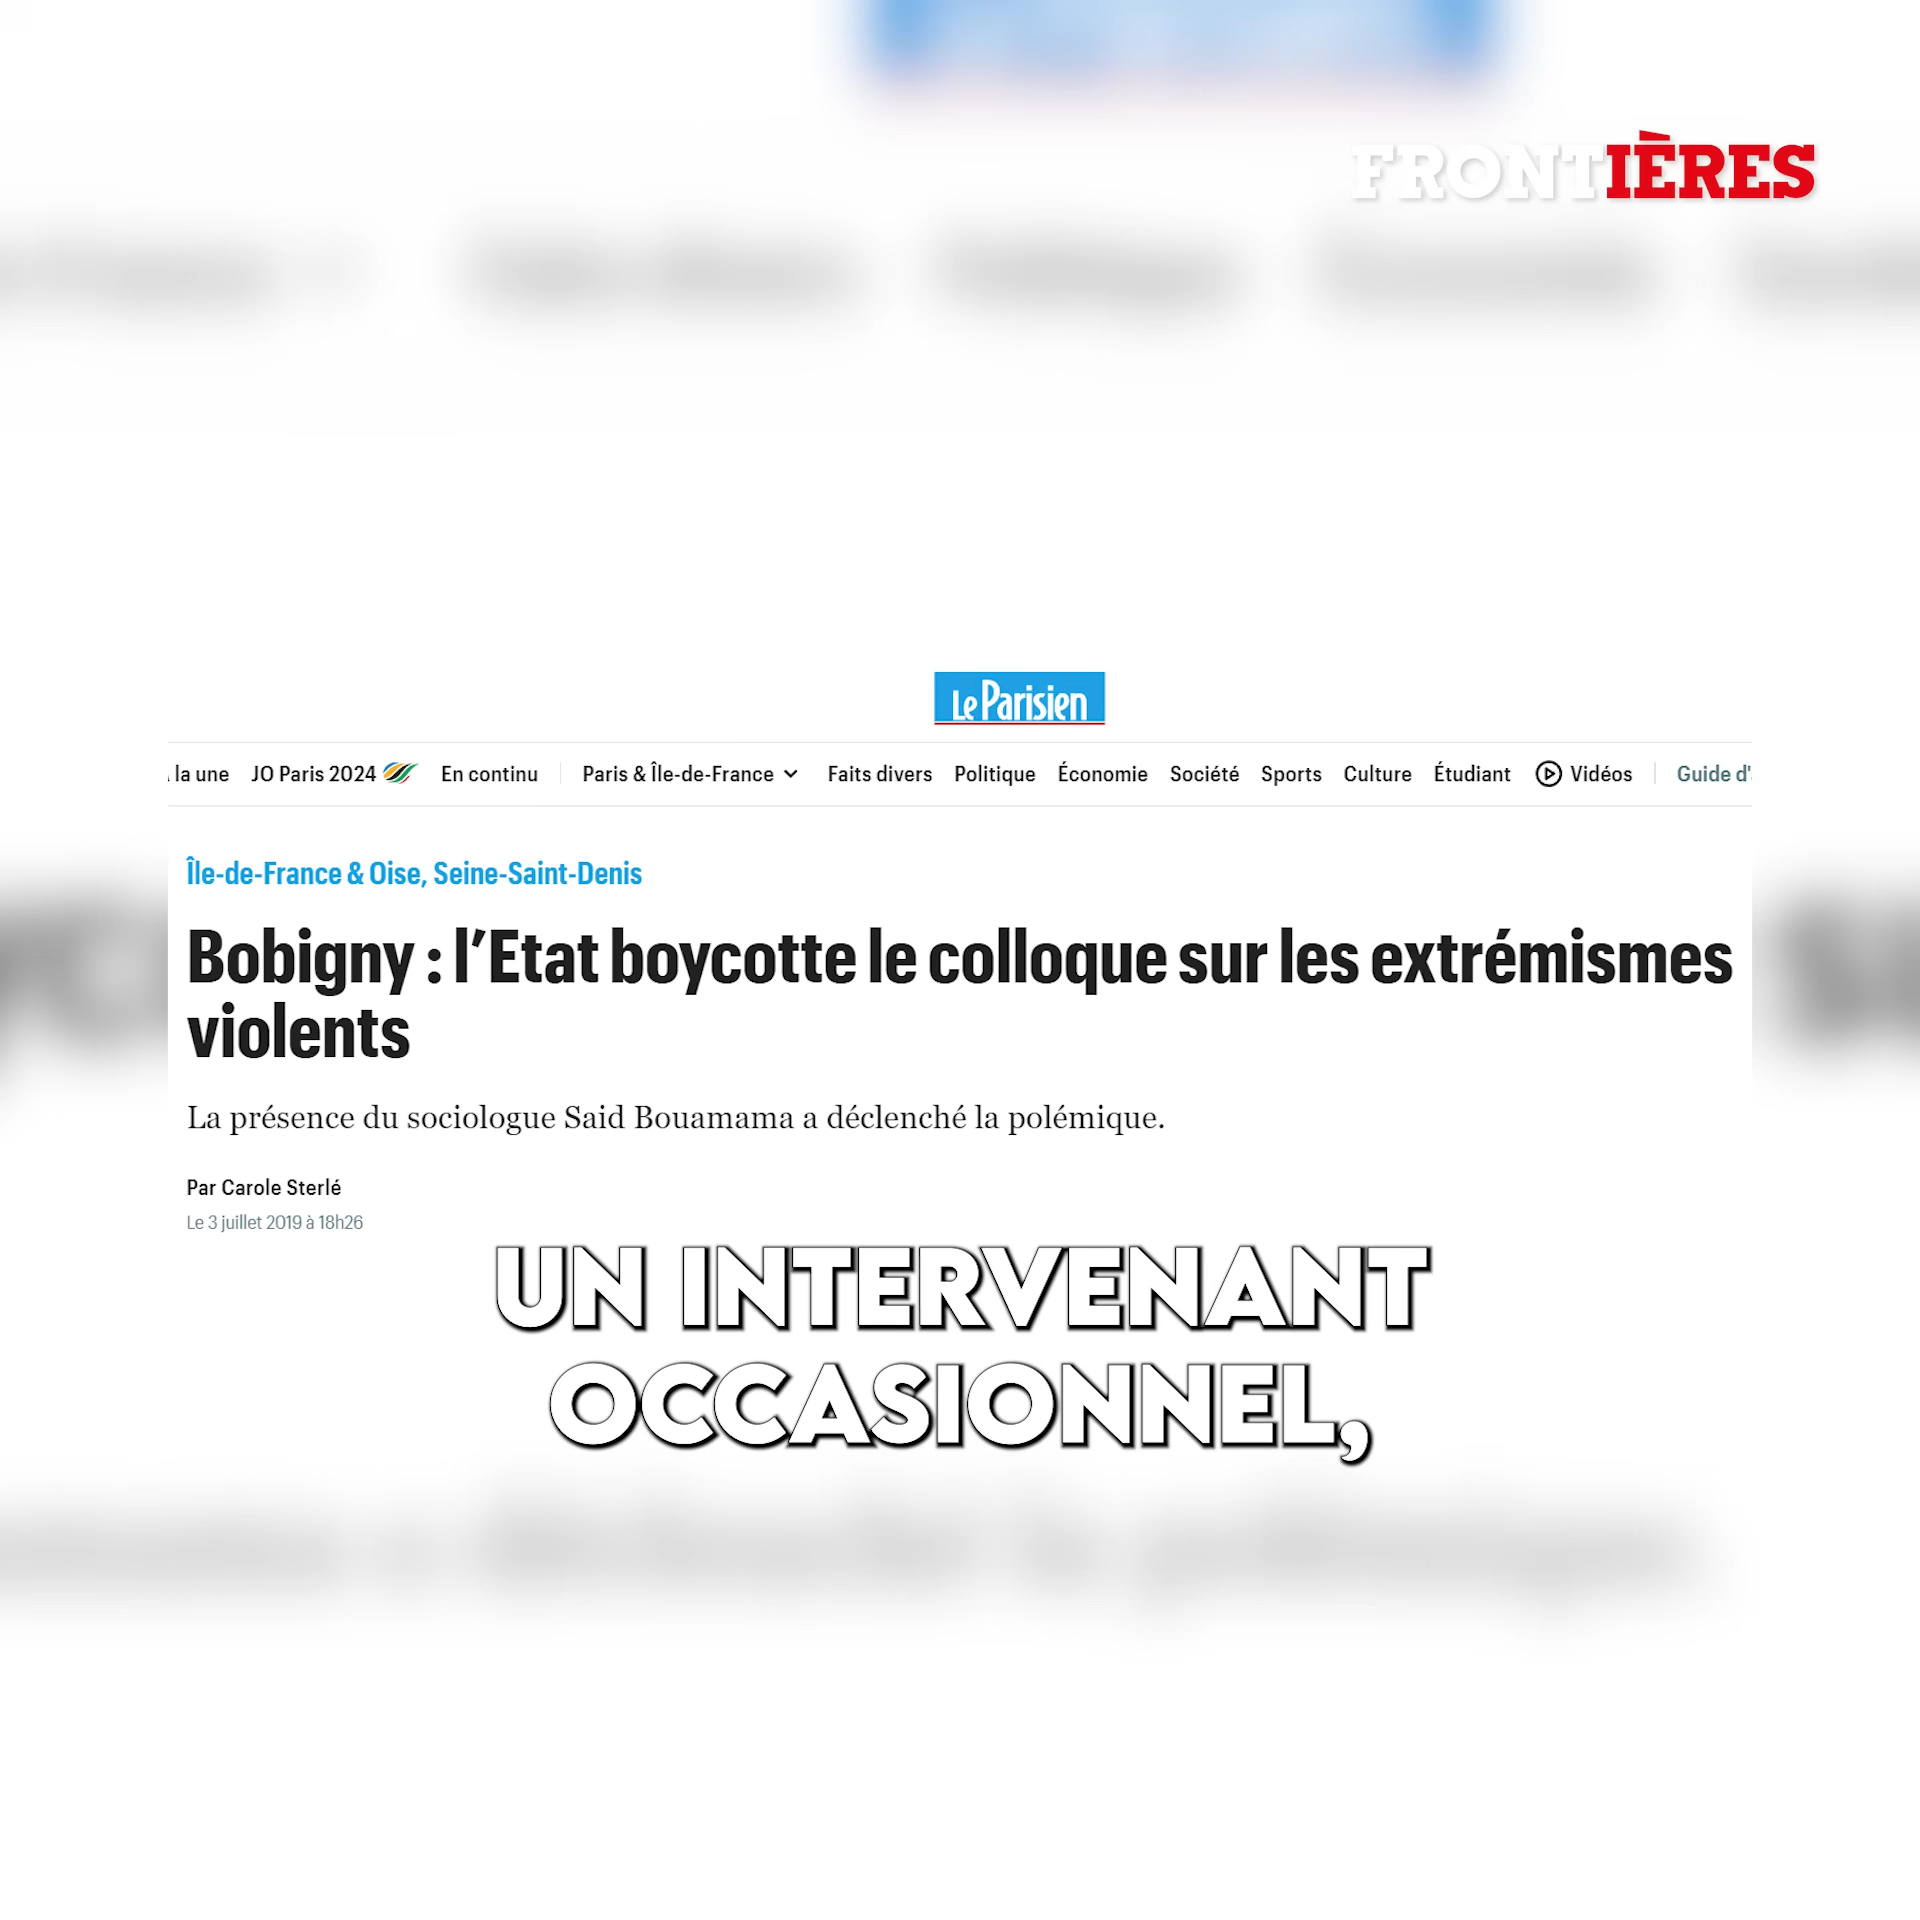 FRONTIÈRES
Le Parisien
la une JO Paris 2024 En continu Paris & Île-de-France Faits divers Politique Économie Société Sports Culture Étudiant Vidéos Guide d'
Île-de-France & Oise, Seine-Saint-Denis
Bobigny : l’Etat boycotte le colloque sur les extrémismes
violents
La présence du sociologue Said Bouamama a déclenché la polémique.
Par Carole Sterlé
Le 3 juillet 2019 à 18h26
UN INTERVENANT
OCCASIONNEL,